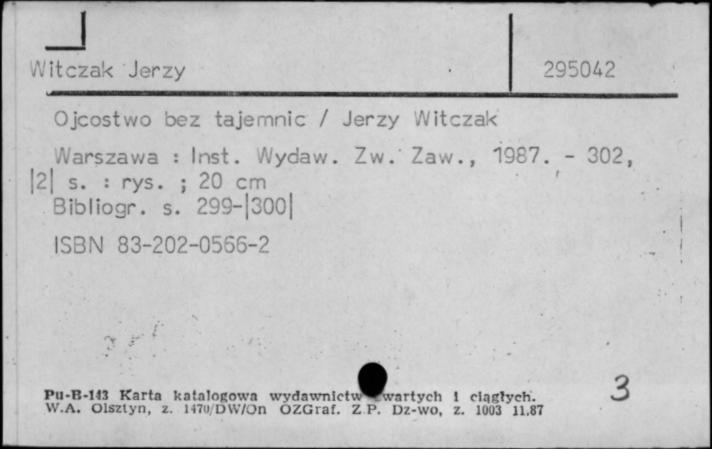 Witczak Jerzy 295042
Ojcostwo bez tajemnic / Jerzy Witczak
Warszawa : Inst. Wydaw. Zw. Zaw., 1987. - 302,
|2| s. : rys. ; 20 cm
Bibliogr. s. 299-|300|
ISBN 83-202-0566-2
3
Pu-B-143 Karta katalogowa wydawnictw wartych i ciągłych.
W.A. Olsztyn, z. 1470/DW/On OZGraf. Z.P. Dz-wo, z. 1003 11.87